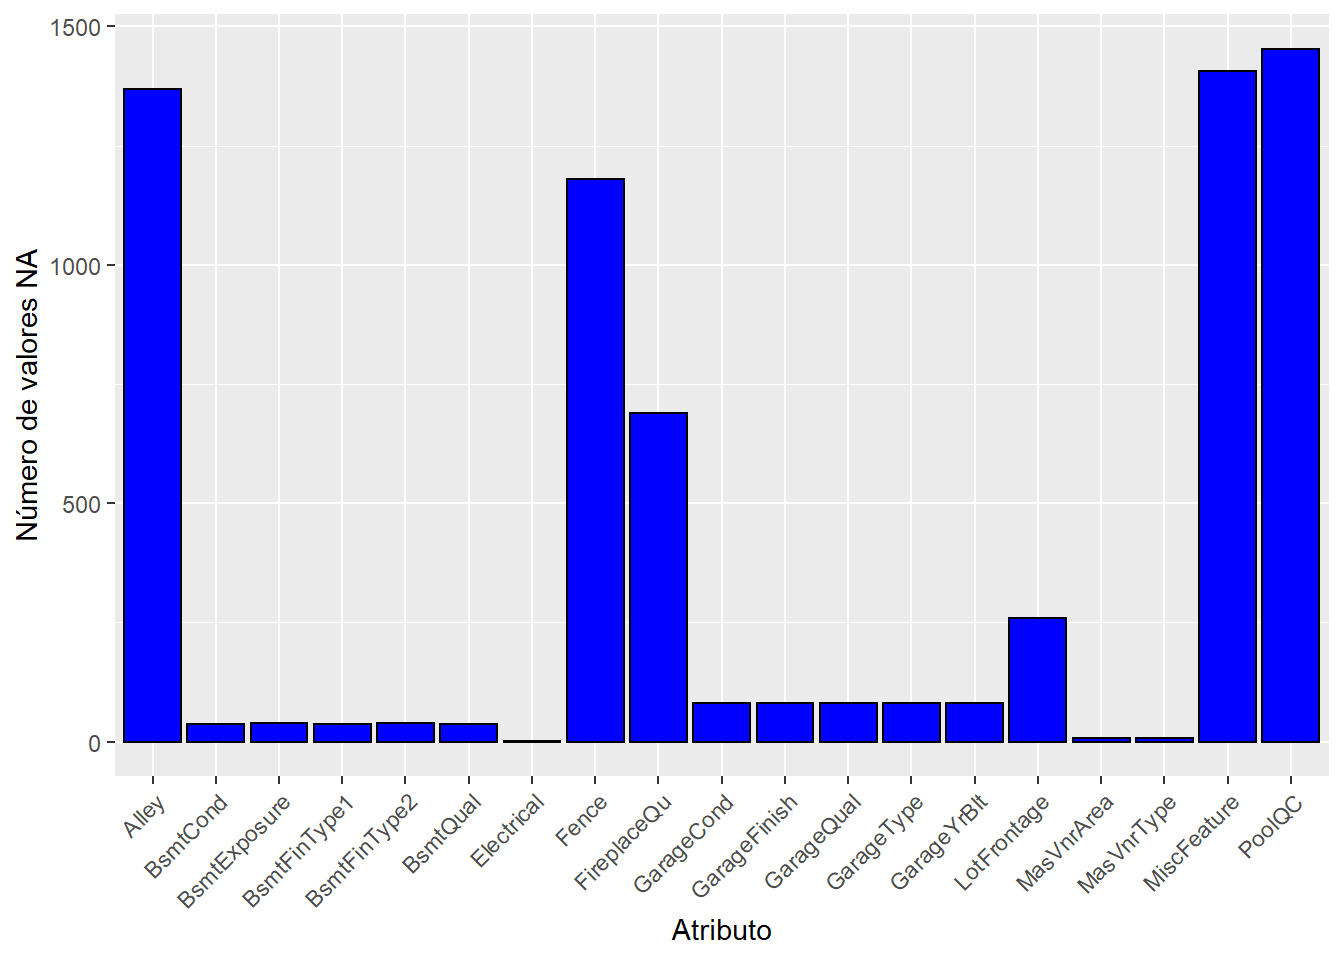 1500
1000
500
0
Número de valores NA
Alley
BsmtCond
BsmtExposure
BsmtFinType1
BsmtFinType2
BsmtQual
Electrical
Fence
FireplaceQu
GarageCond
GarageFinish
GarageQual
GarageType
GarageYrBlt
LotFrontage
MasVnrArea
MasVnrType
MiscFeature
PoolQC
Atributo